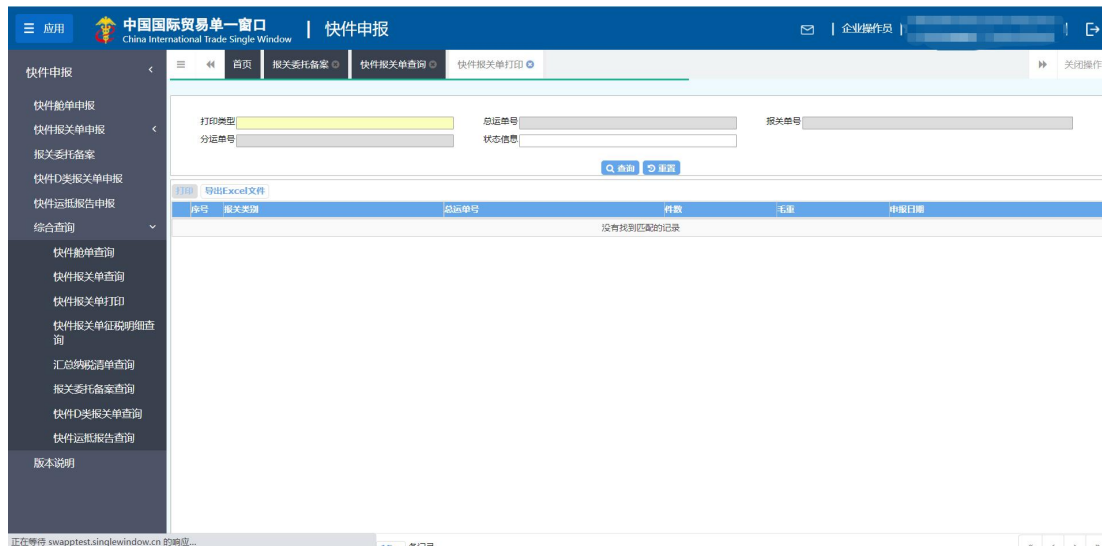 应用
中国国际贸易单一窗口
China International Trade Single Window
快件申报
企业操作员
快件申报
首页
报关委托备案
快件报关单查询
快件报关单打印
关闭操作
快件舱单申报
快件报关单申报
报关委托备案
快件D类报关单申报
快件运抵报告申报
综合查询
快件舱单查询
快件报关单查询
快件报关单打印
快件报关单征税明细查
询
汇总纳税清单查询
报关委托备案查询
快件D类报关单查询
快件运抵报告查询
版本说明
打印类型
总运单号
报关单号
分运单号
状态信息
查询
重置
打印
导出Excel文件
序号
报关类别
总运单号
件数
毛重
申报日期
没有找到匹配的记录
正在等待 swapptest.singlewindow.cn 的响应...